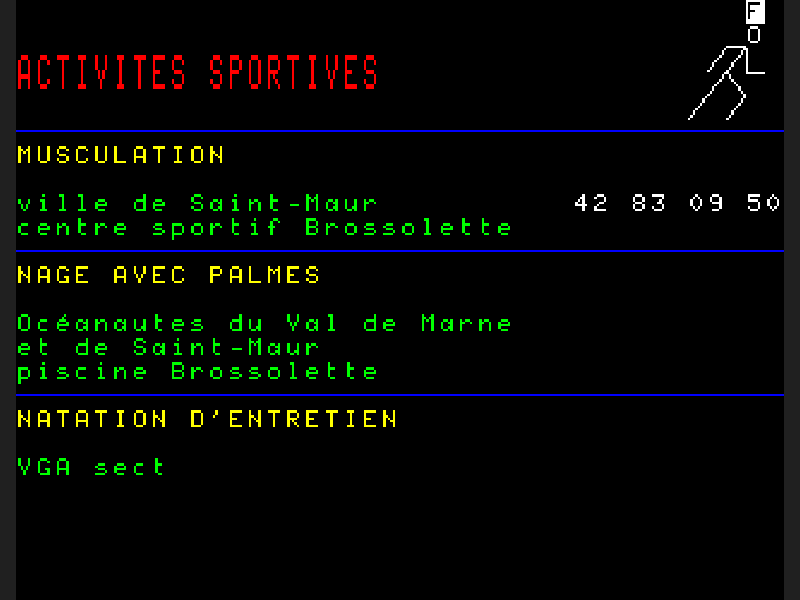 F
ACTIVITES SPORTIVES
MUSCULATION
ville de Saint-Maur 42 83 09 50
centre sportif Brossolette
NAGE AVEC PALMES
Océanautes du Val de Marne
et de Saint-Maur
piscine Brossolette
NATATION D'ENTRETIEN
VGA sect